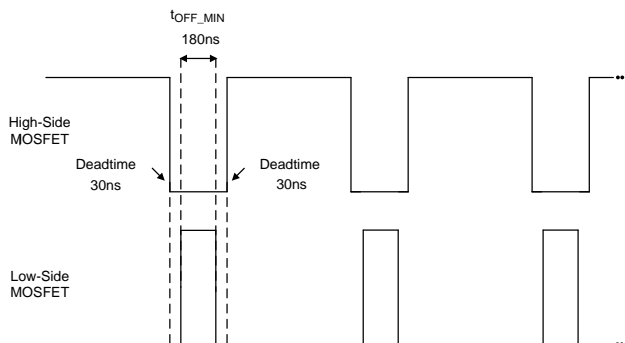 tOFF_MIN
180ns
High-Side
MOSFET
Deadtime
30ns
Deadtime
30ns
Low-Side
MOSFET